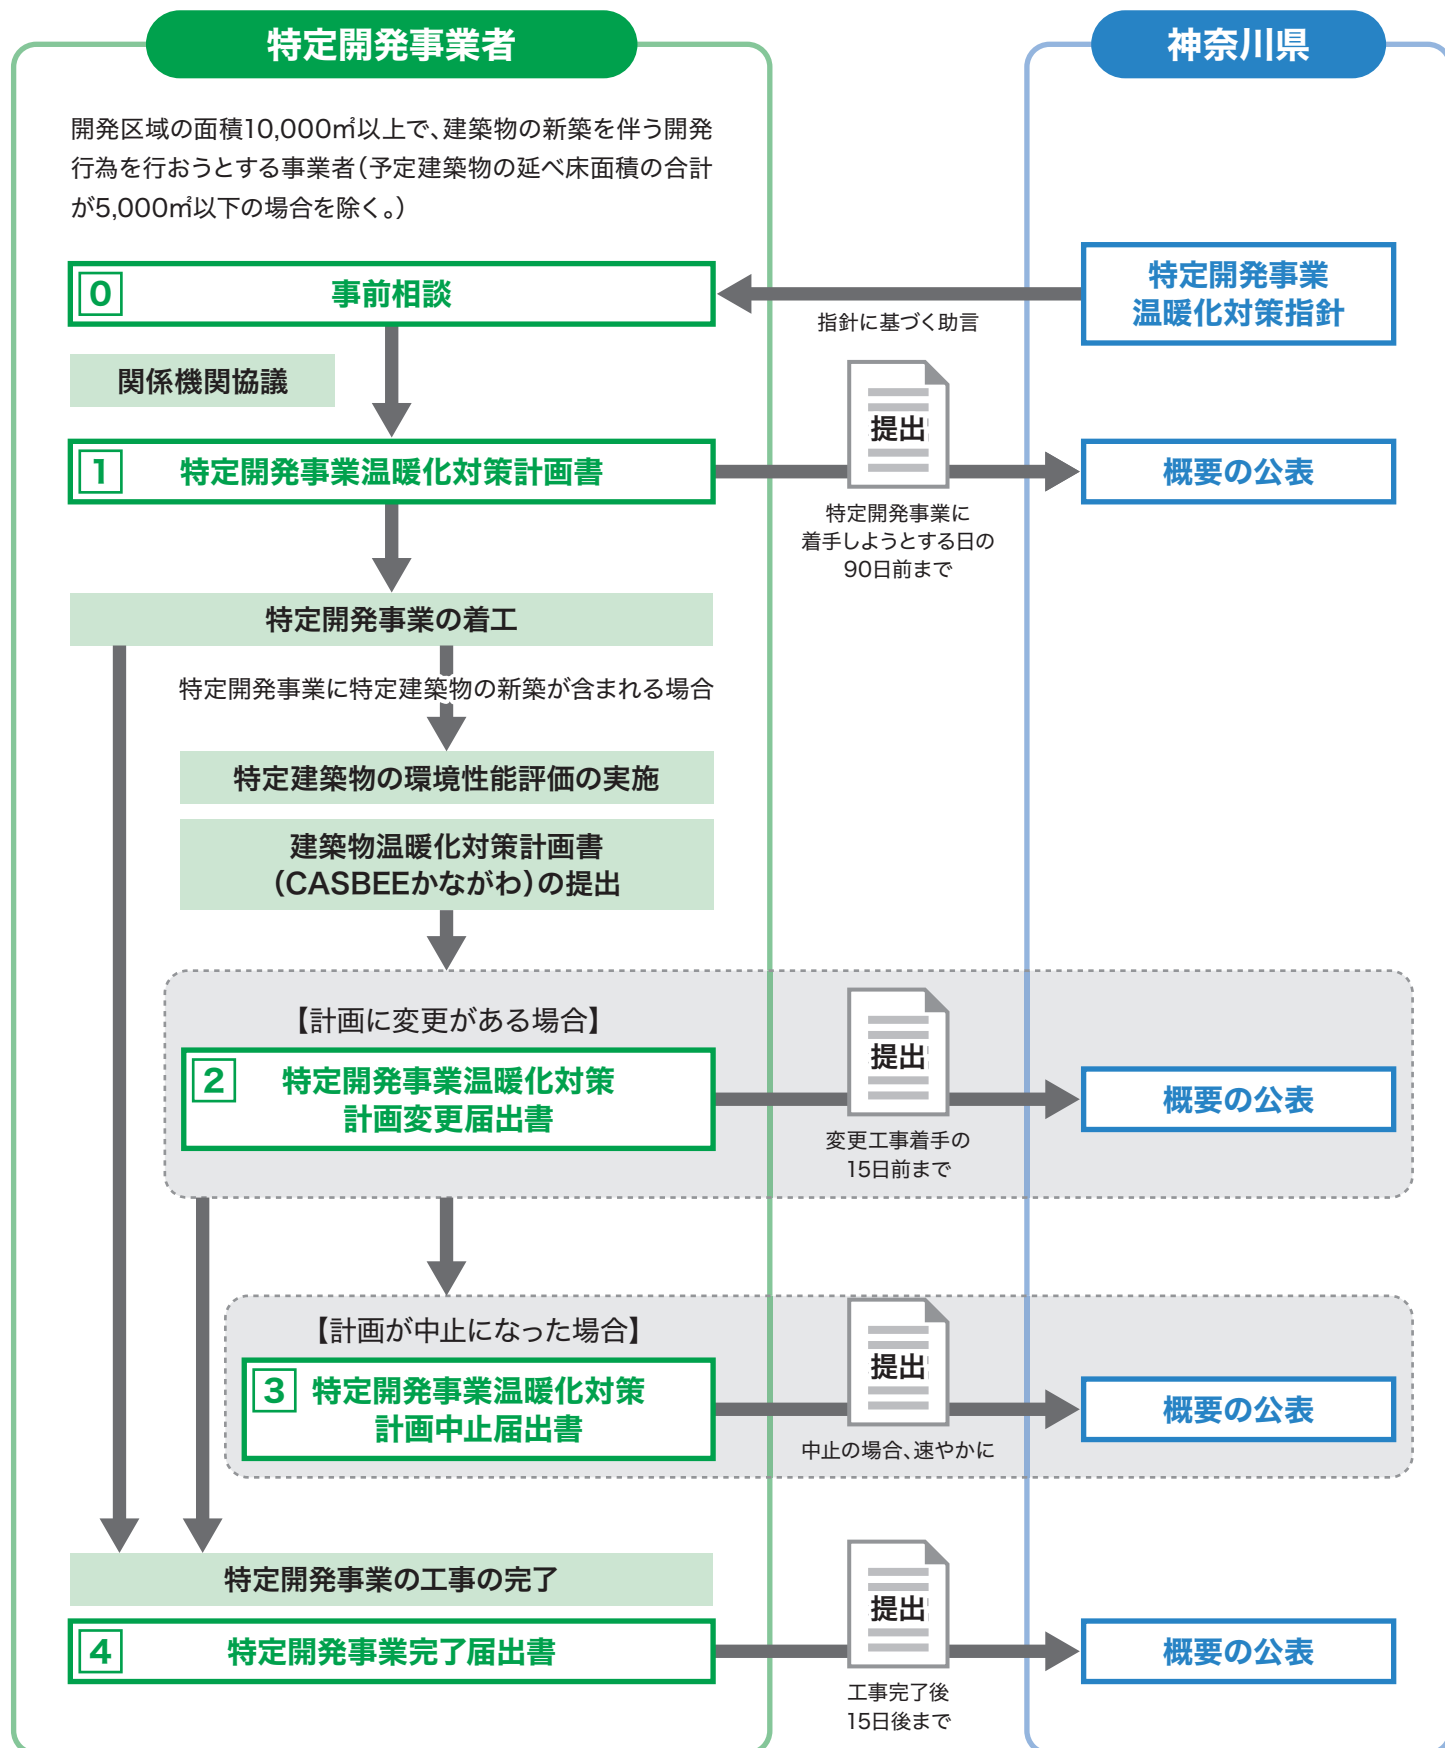 特定開発事業者
神奈川県
開発区域の面積10,000㎡以上で、建築物の新築を伴う開発
行為を行おうとする事業者（予定建築物の延べ床面積の合計
が5,000㎡以下の場合を除く。）
0 事前相談
指針に基づく助言
特定開発事業
温暖化対策指針
関係機関協議
1 特定開発事業温暖化対策計画書
提出
特定開発事業に
着手しようとする日の
90日前まで
概要の公表
特定開発事業の着工
特定開発事業に特定建築物の新築が含まれる場合
特定建築物の環境性能評価の実施
建築物温暖化対策計画書
（CASBEEかながわ）の提出
【計画に変更がある場合】
2 特定開発事業温暖化対策
計画変更届出書
提出
変更工事着手の
15日前まで
概要の公表
【計画が中止になった場合】
3 特定開発事業温暖化対策
計画中止届出書
提出
中止の場合、速やかに
概要の公表
特定開発事業の工事の完了
4 特定開発事業完了届出書
提出
工事完了後
15日後まで
概要の公表